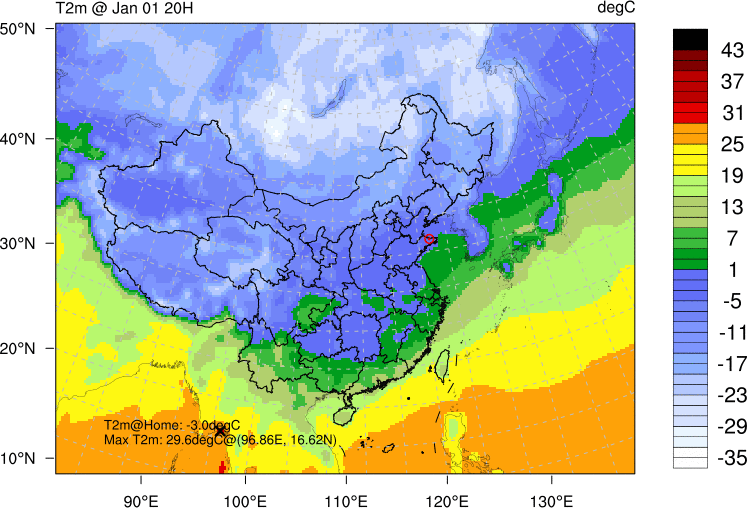 T2m @ Jan 01 20H
degC
50°N
40°N
30°N
20°N
10°N
T2m@Home: -3.0degC
Max T2m: 29.6degC@(96.86E, 16.62N)
90°E
100°E
110°E
120°E
130°E
43
37
31
25
19
13
7
1
-5
-11
-17
-23
-29
-35